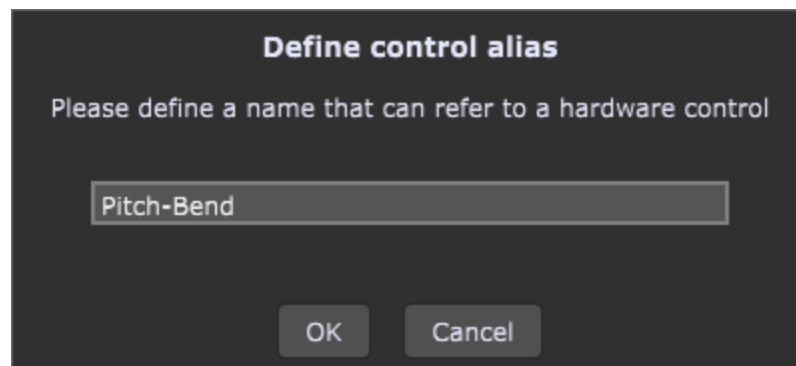 Define control alias
Please define a name that can refer to a hardware control
Pitch-Bend
OK Cancel